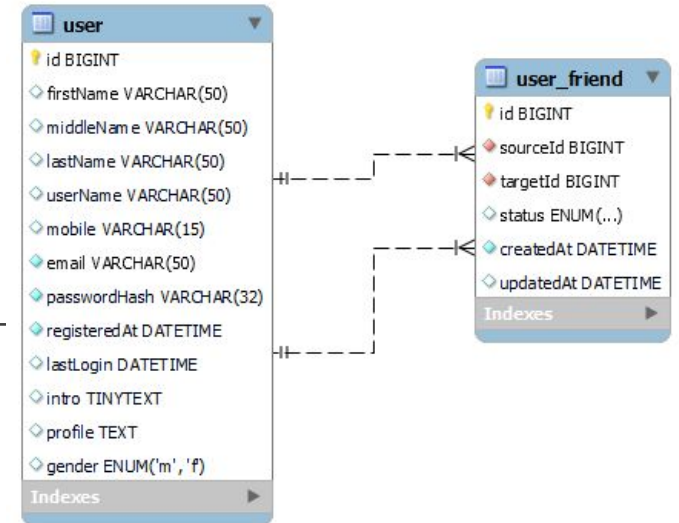 user
id BIGINT
firstName VARCHAR(50)
middleName VARCHAR(50)
lastName VARCHAR(50)
userName VARCHAR(50)
mobile VARCHAR(15)
email VARCHAR(50)
passwordHash VARCHAR(32)
registeredAt DATETIME
lastLogin DATETIME
intro TINYTEXT
profile TEXT
gender ENUM('m','f')
Indexes
user_friend
id BIGINT
sourceId BIGINT
targetId BIGINT
status ENUM(...)
createdAt DATETIME
updatedAt DATETIME
Indexes